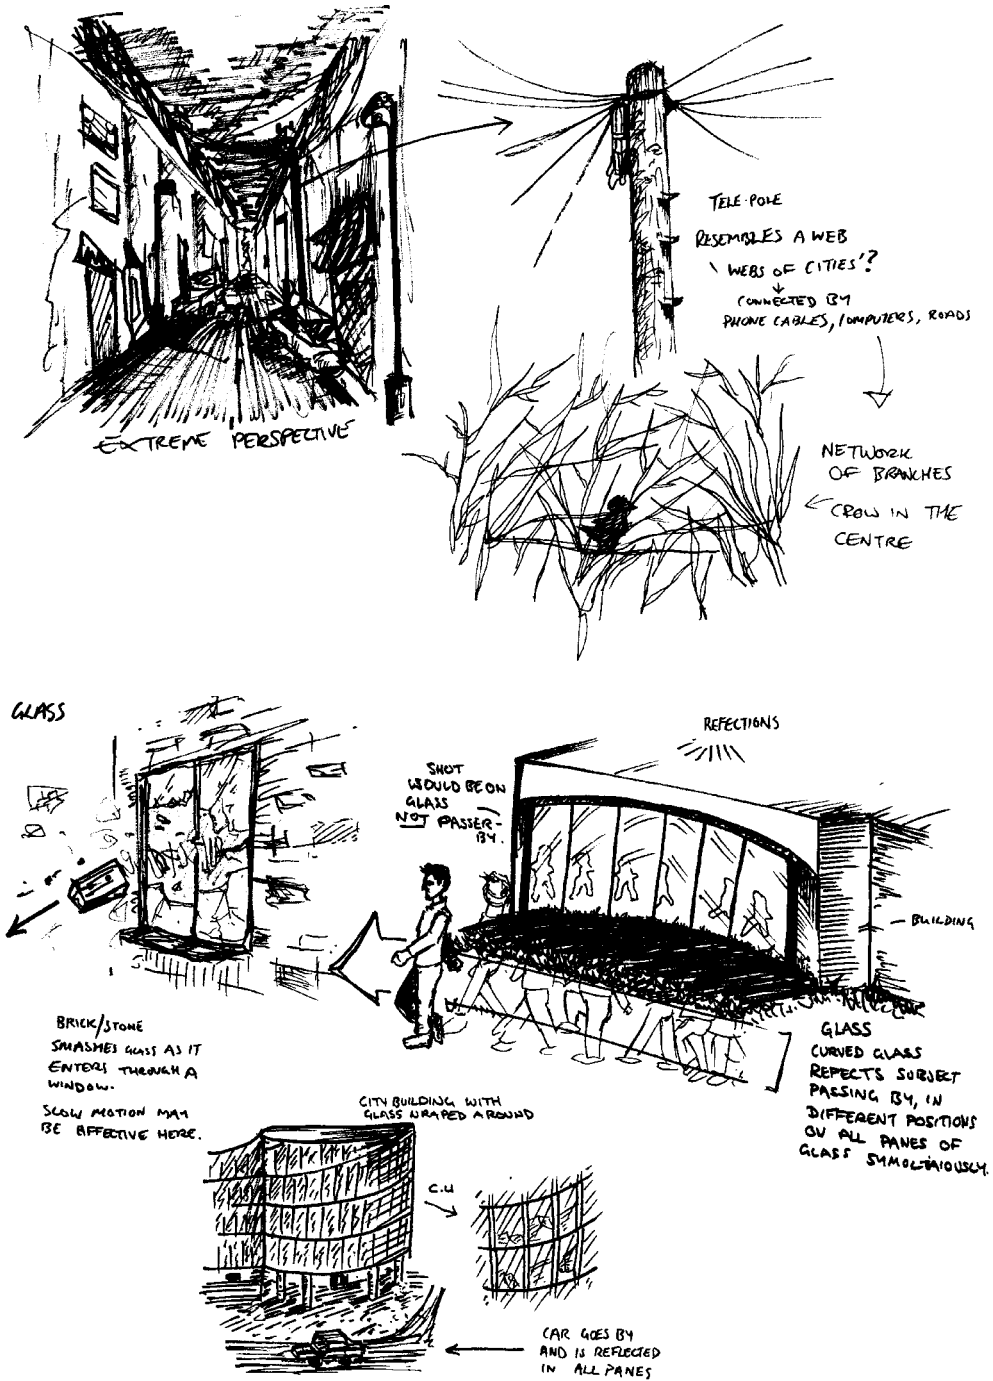 EXTREME PERSPECTIVE
TELE-POLE
RESEMBLES A WEB
'WEBS OF CITIES'?
CONNECTED BY
PHONE CABLES, COMPUTERS, ROADS
NETWORK
OF BRANCHES
CROW IN THE
CENTRE
GLASS
REFECTIONS
SHOT
WOULD BE ON
GLASS
NOT PASSER-
BY.
BUILDING
BRICK/STONE
SMASHES GLASS AS IT
ENTERS THROUGH A
WINDOW.
SLOW MOTION MAY
BE EFFECTIVE HERE.
GLASS
CURVED GLASS
REFECTS SUBJECT
PASSING BY, IN
DIFFERENT POSITIONS
ON ALL PANES OF
GLASS SYMOLTAIOUSLY.
CITY BUILDING WITH
GLASS WRAPED AROUND
C.U
CAR GOES BY
AND IS REFLECTED
IN ALL PANES